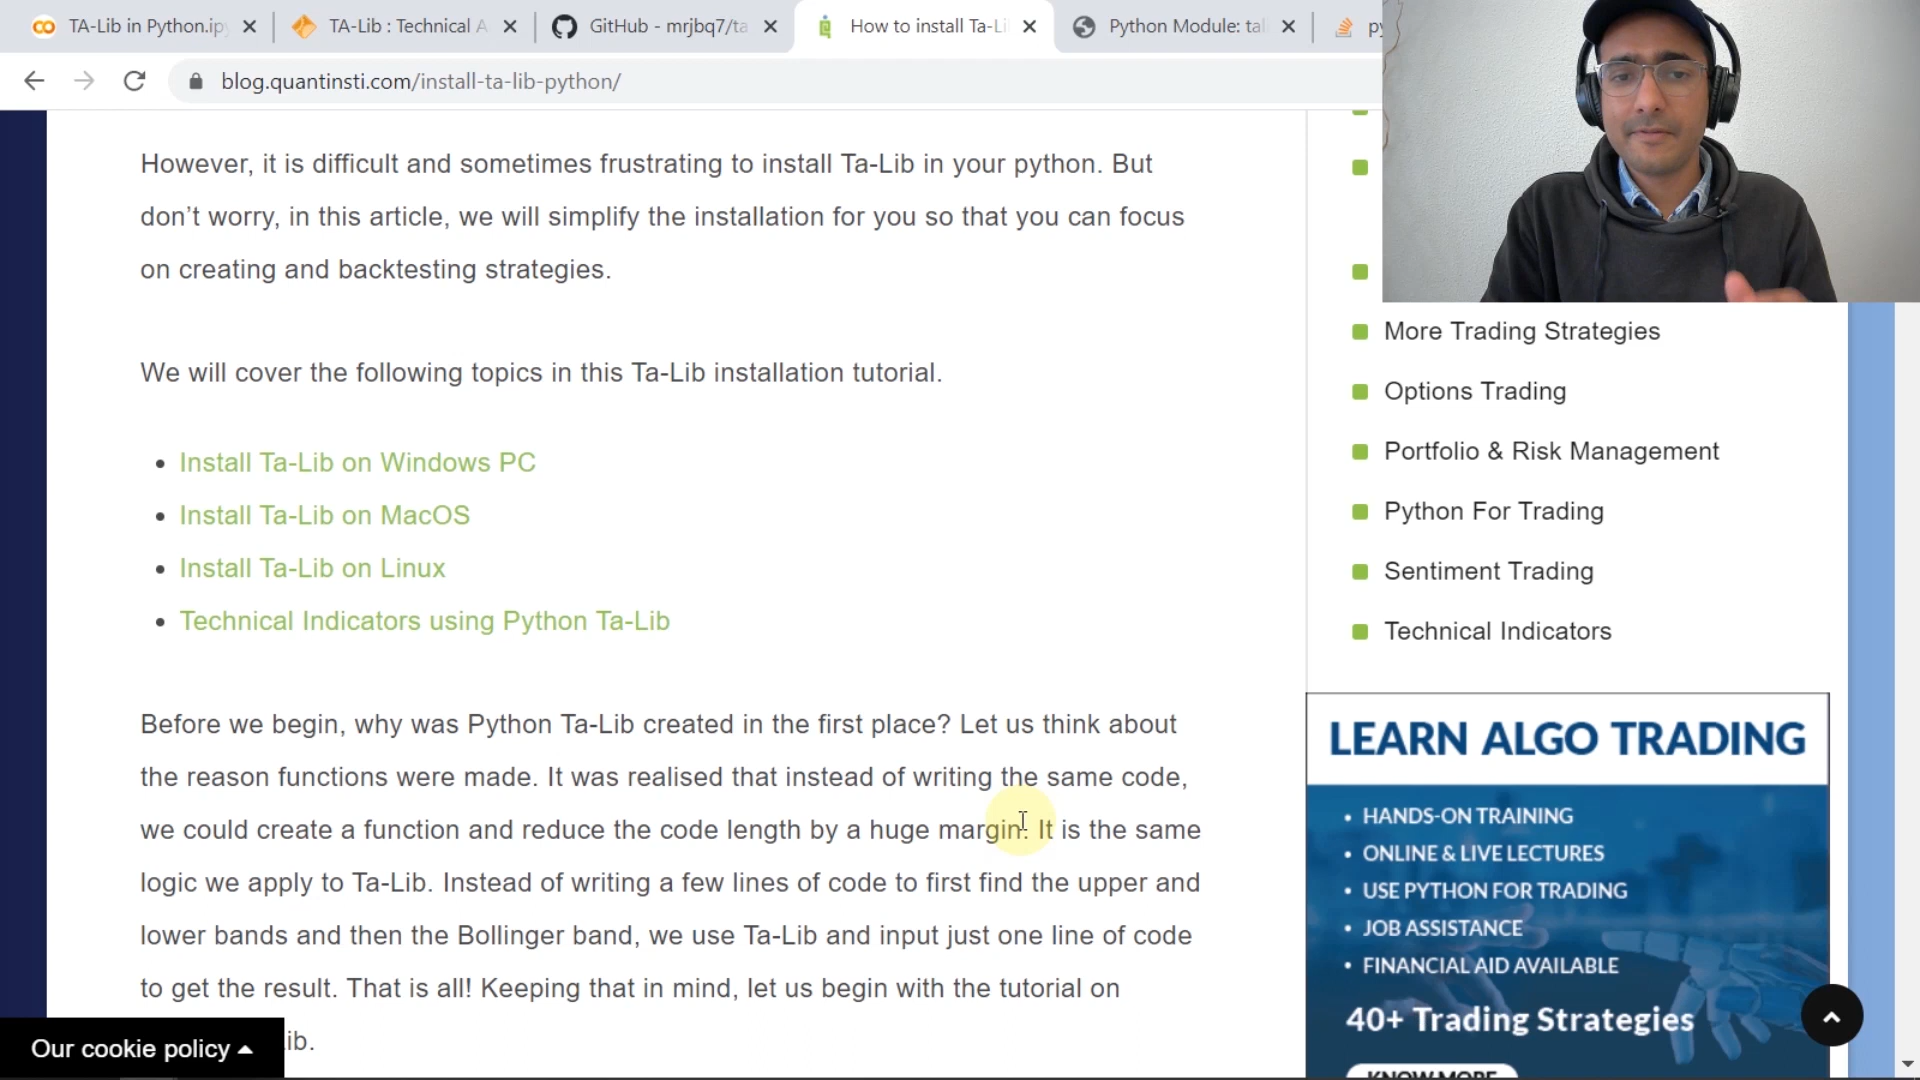 TA-Lib in Python.ipy
TA-Lib : Technical A
GitHub - mrjbq7/ta
How to install Ta-Li
Python Module: tal
py
blog.quantinsti.com/install-ta-lib-python/
However, it is difficult and sometimes frustrating to install Ta-Lib in your python. But
don't worry, in this article, we will simplify the installation for you so that you can focus
on creating and backtesting strategies.
We will cover the following topics in this Ta-Lib installation tutorial.
• Install Ta-Lib on Windows PC
• Install Ta-Lib on MacOS
• Install Ta-Lib on Linux
• Technical Indicators using Python Ta-Lib
Before we begin, why was Python Ta-Lib created in the first place? Let us think about
the reason functions were made. It was realised that instead of writing the same code,
we could create a function and reduce the code length by a huge margin. It is the same
logic we apply to Ta-Lib. Instead of writing a few lines of code to first find the upper and
lower bands and then the Bollinger band, we use Ta-Lib and input just one line of code
to get the result. That is all! Keeping that in mind, let us begin with the tutorial on
ib.
Our cookie policy
More Trading Strategies
Options Trading
Portfolio & Risk Management
Python For Trading
Sentiment Trading
Technical Indicators
LEARN ALGO TRADING
• HANDS-ON TRAINING
• ONLINE & LIVE LECTURES
• USE PYTHON FOR TRADING
• JOB ASSISTANCE
• FINANCIAL AID AVAILABLE
40+ Trading Strategies
KNOW MORE